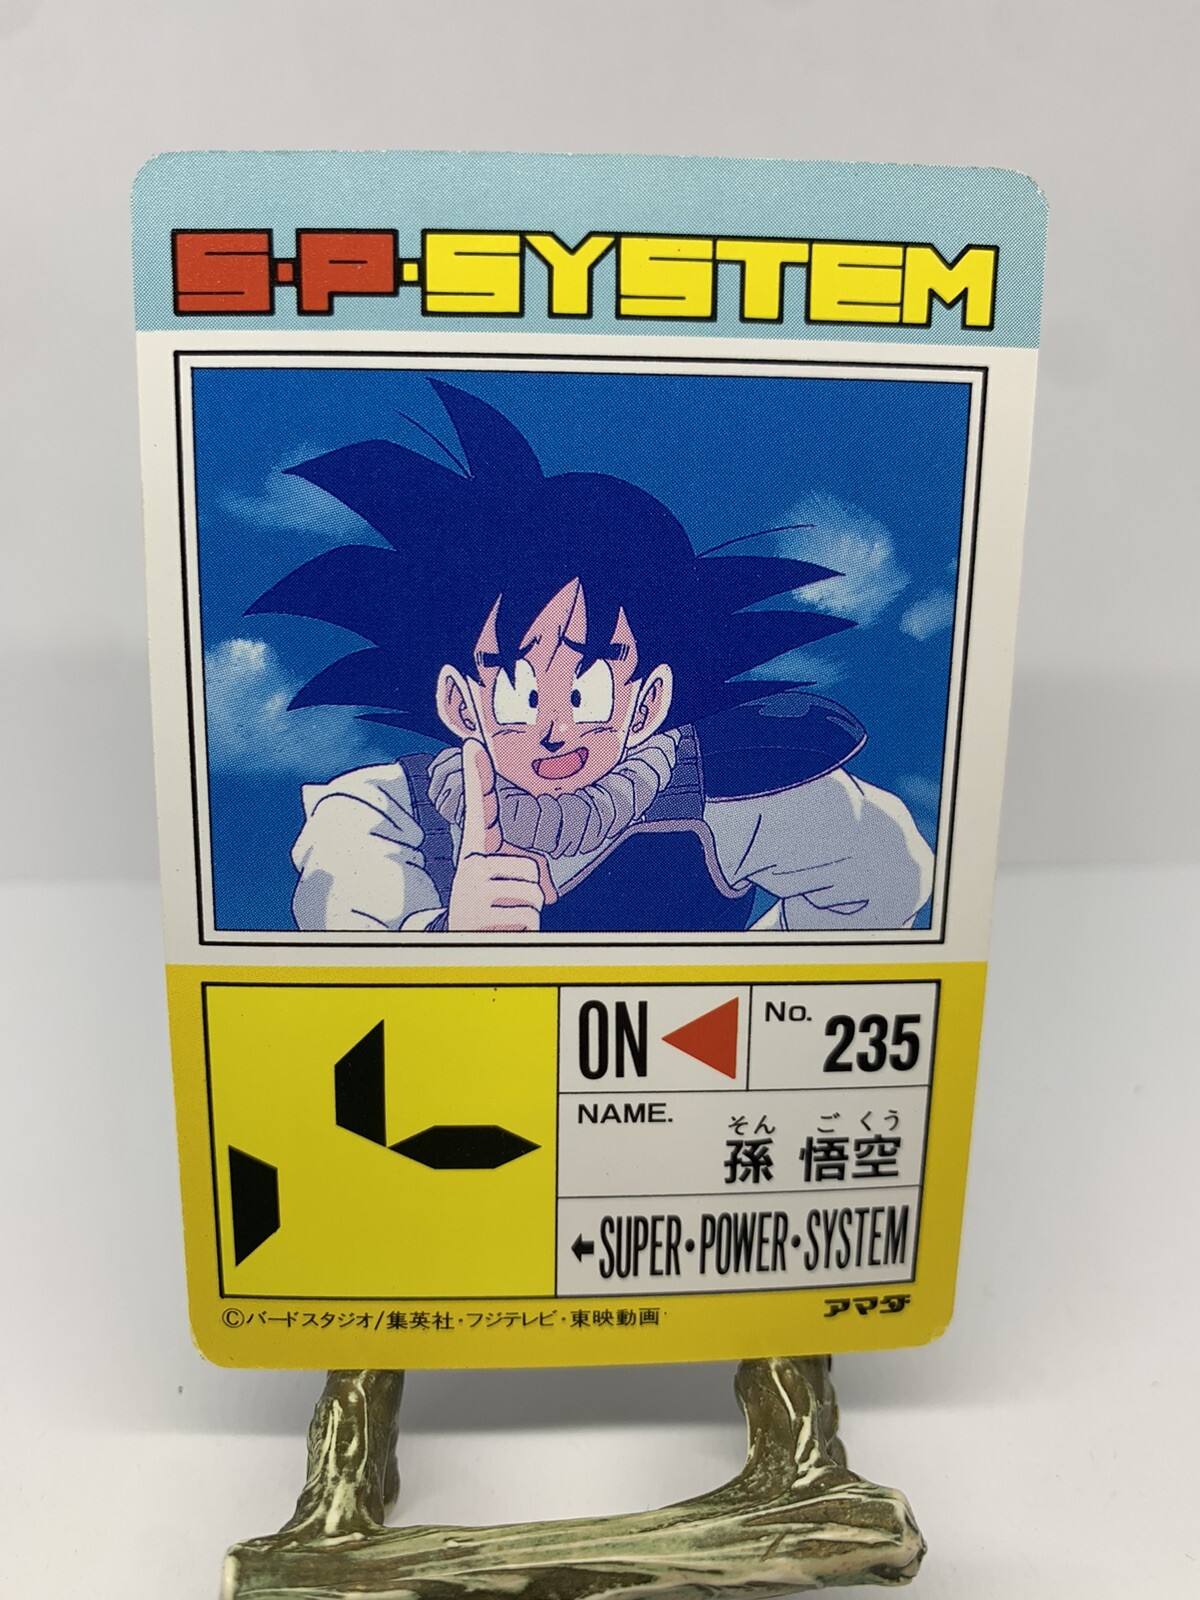 S·P·SYSTEM
ON
No. 235
NAME.
そん ご くう
孫 悟空
←SUPER·POWER·SYSTEM
©バードスタジオ/集英社·フジテレビ·東映動画
アマダ